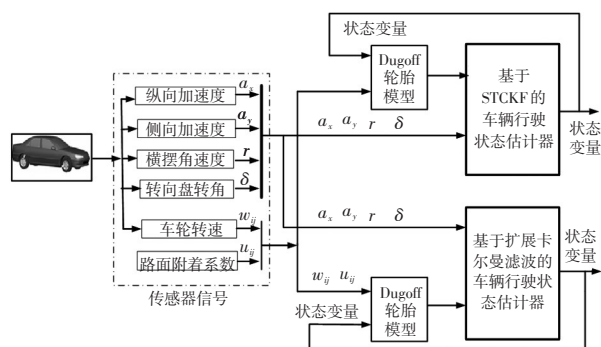 状态变量
纵向加速度 a_x
侧向加速度 a_y
横摆角速度 r
转向盘转角 δ
车轮转速 w_ij
路面附着系数 u_ij
传感器信号
Dugoff
轮胎
模型
a_x a_y r δ
基于
STCKF的
车辆行驶
状态估计器
状态
变量
a_x a_y r δ
w_ij u_ij
状态变量
Dugoff
轮胎
模型
基于扩展卡
尔曼滤波的
车辆行驶状
态估计器
状态
变量